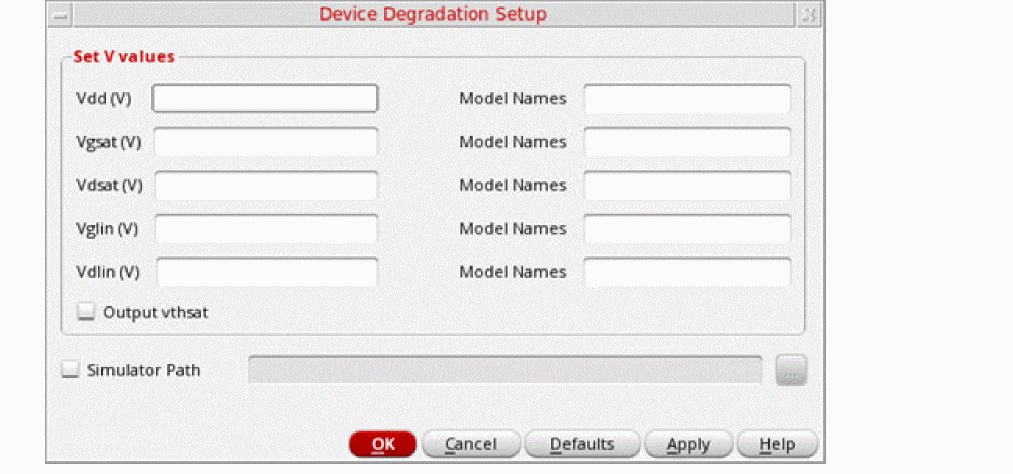 Device Degradation Setup
Set V values
Vdd (V) Model Names
Vgsat (V) Model Names
Vdsat (V) Model Names
Vglin (V) Model Names
Vdlin (V) Model Names
Output vthsat
Simulator Path ...
OK Cancel Defaults Apply Help